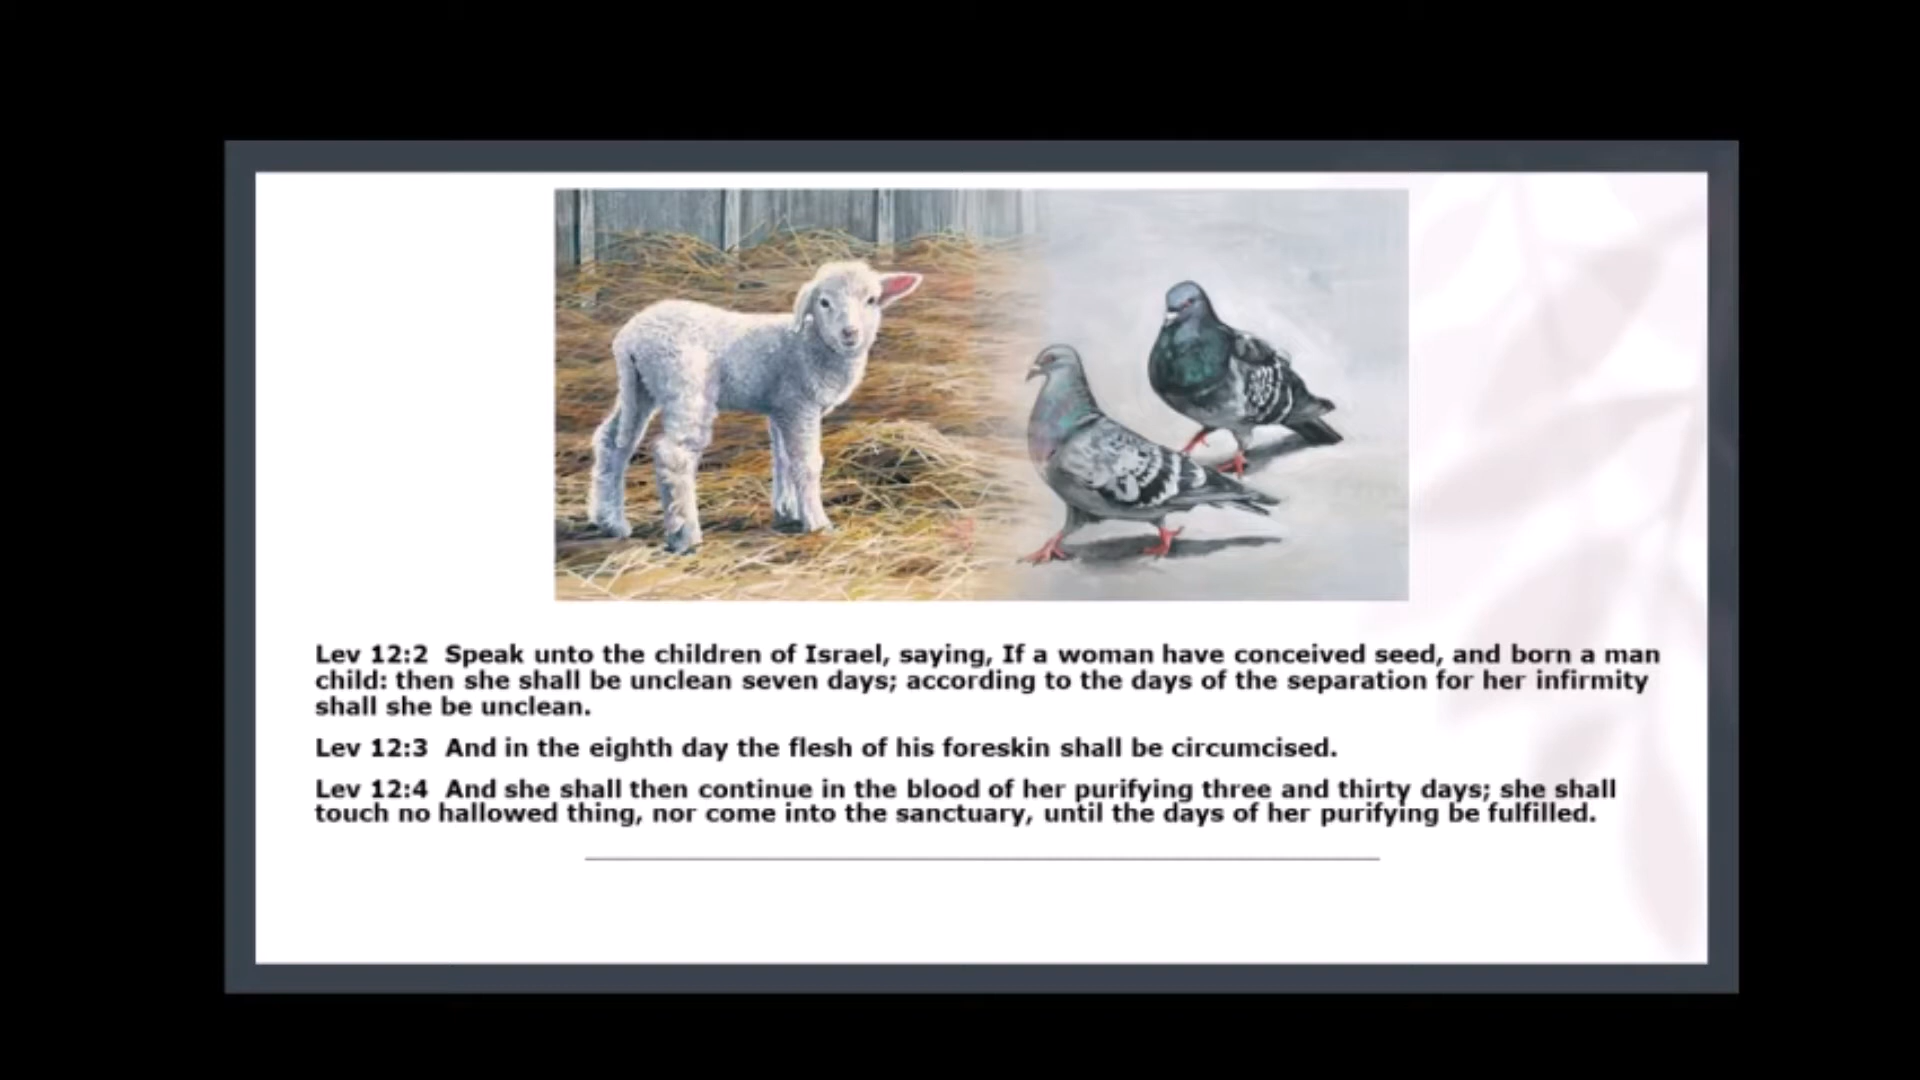 Lev 12:2  Speak unto the children of Israel, saying, If a woman have conceived seed, and born a man
child: then she shall be unclean seven days; according to the days of the separation for her infirmity
shall she be unclean.
Lev 12:3  And in the eighth day the flesh of his foreskin shall be circumcised.
Lev 12:4  And she shall then continue in the blood of her purifying three and thirty days; she shall
touch no hallowed thing, nor come into the sanctuary, until the days of her purifying be fulfilled.